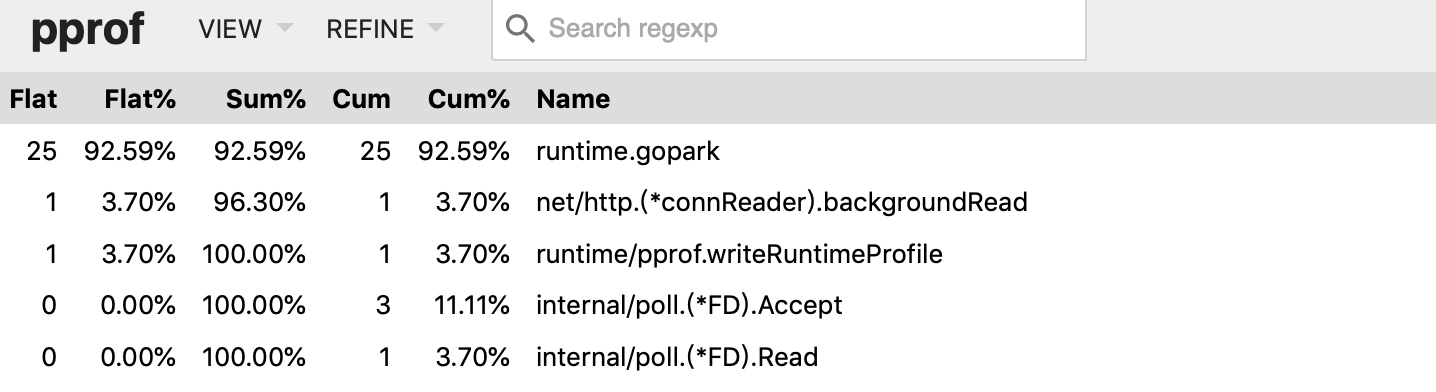 pprof VIEW REFINE Search regexp
Flat Flat% Sum% Cum Cum% Name
25 92.59% 92.59% 25 92.59% runtime.gopark
1 3.70% 96.30% 1 3.70% net/http.(*connReader).backgroundRead
1 3.70% 100.00% 1 3.70% runtime/pprof.writeRuntimeProfile
0 0.00% 100.00% 3 11.11% internal/poll.(*FD).Accept
0 0.00% 100.00% 1 3.70% internal/poll.(*FD).Read